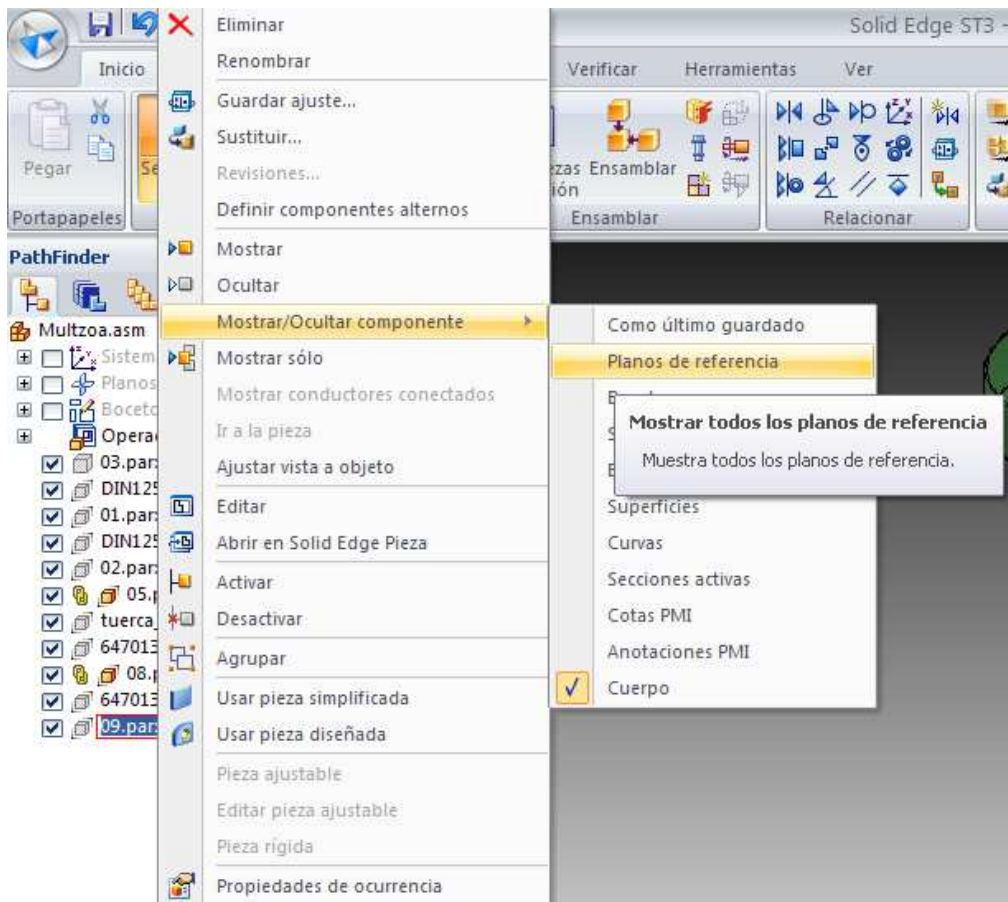 Solid Edge ST3 -
Inicio
Verificar
Herramientas
Ver
Pegar
Ensamblar
Portapapeles
Ensamblar
Relacionar
PathFinder
Multzoa.asm
Planos
03.par:
01.par:
02.par:
tuerca_
647013
647013
09.par:
Eliminar
Renombrar
Guardar ajuste...
Sustituir...
Revisiones...
Definir componentes alternos
Mostrar
Ocultar
Mostrar/Ocultar componente
Mostrar sólo
Mostrar conductores conectados
Ir a la pieza
Ajustar vista a objeto
Editar
Abrir en Solid Edge Pieza
Activar
Desactivar
Agrupar
Usar pieza simplificada
Usar pieza diseñada
Pieza ajustable
Editar pieza ajustable
Pieza rígida
Propiedades de ocurrencia
Como último guardado
Planos de referencia
Mostrar todos los planos de referencia
Muestra todos los planos de referencia.
Superficies
Curvas
Secciones activas
Cotas PMI
Anotaciones PMI
Cuerpo